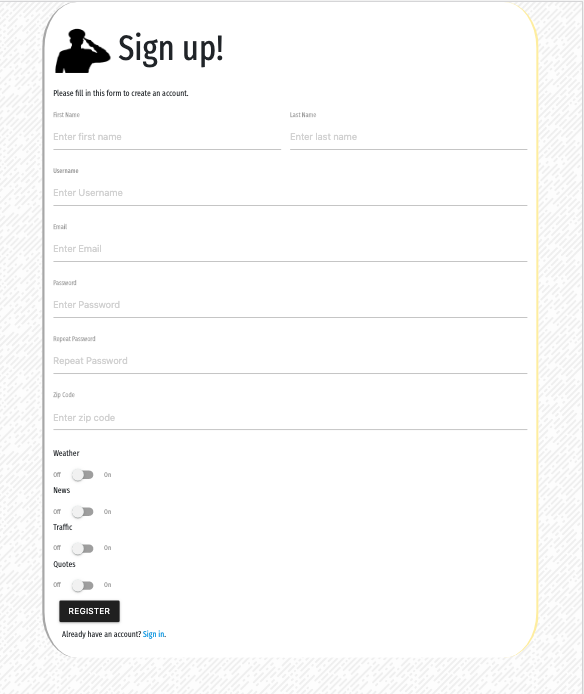 Sign up!
Please fill in this form to create an account.
First Name Last Name
Enter first name Enter last name
Username
Enter Username
Email
Enter Email
Password
Enter Password
Repeat Password
Repeat Password
Zip Code
Enter zip code
Weather
Off On
News
Off On
Traffic
Off On
Quotes
Off On
REGISTER
Already have an account? Sign in.